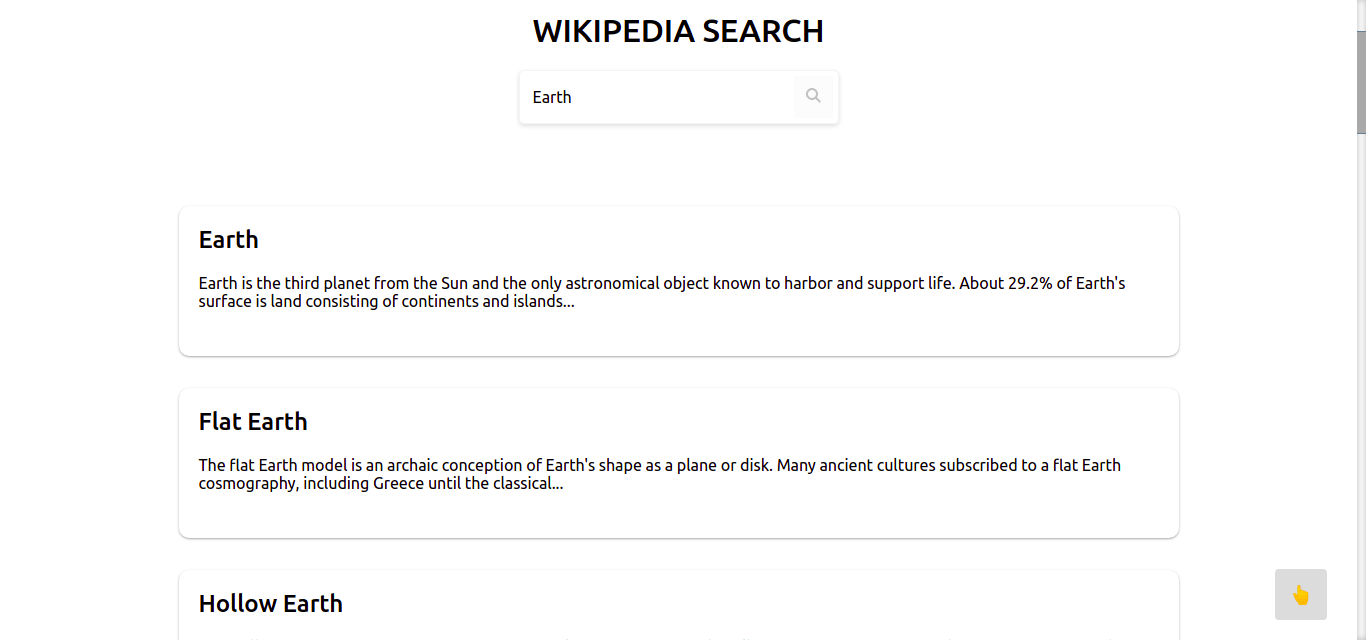 WIKIPEDIA SEARCH
Earth
Earth
Earth is the third planet from the Sun and the only astronomical object known to harbor and support life. About 29.2% of Earth's
surface is land consisting of continents and islands...
Flat Earth
The flat Earth model is an archaic conception of Earth's shape as a plane or disk. Many ancient cultures subscribed to a flat Earth
cosmography, including Greece until the classical...
Hollow Earth